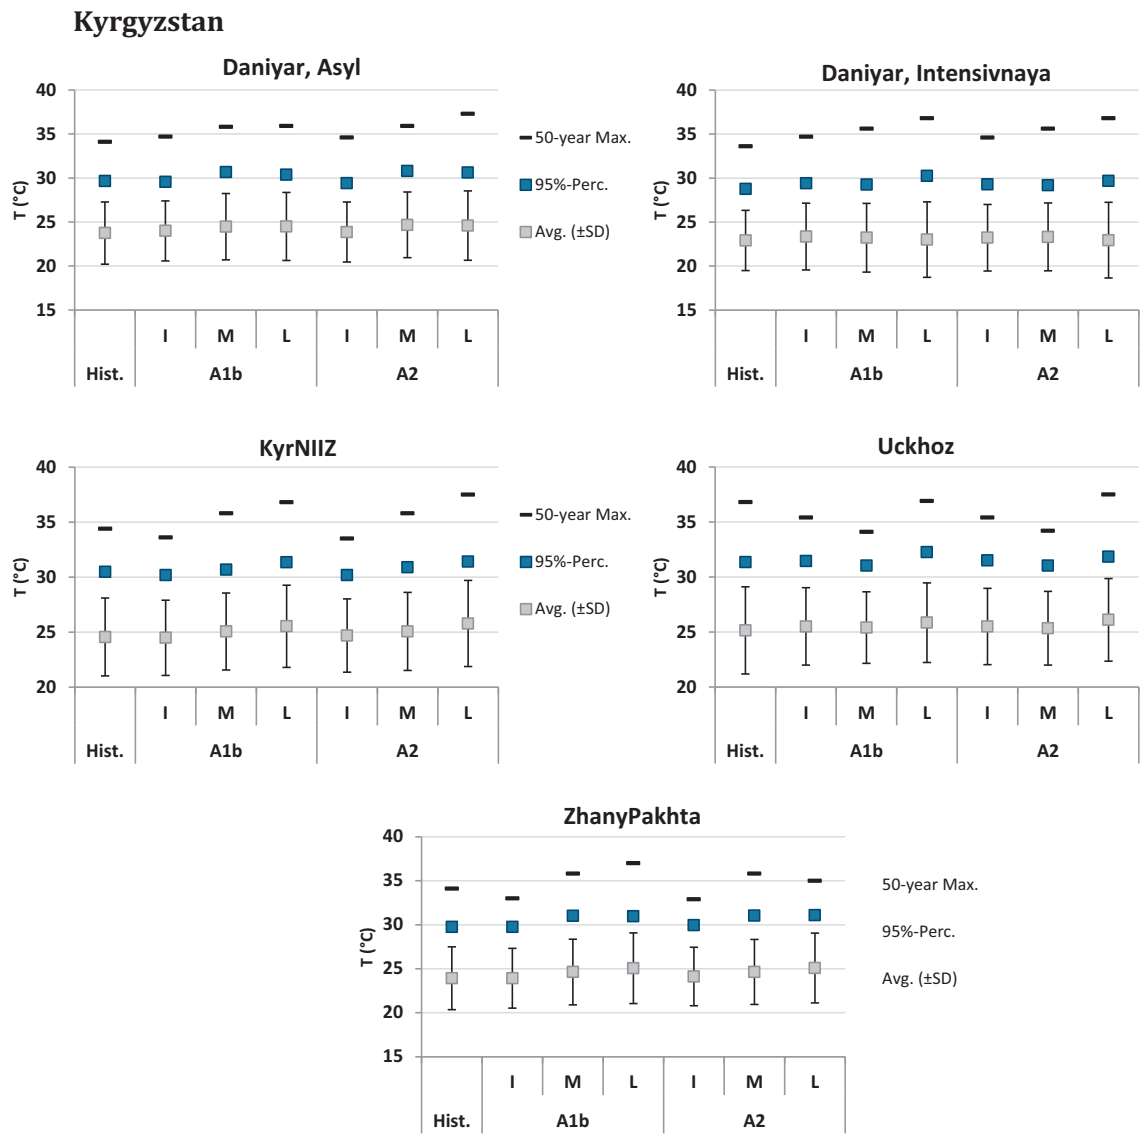 Kyrgyzstan
Daniyar, Asyl
40
35
30
25
20
15
T (°C)
I M L I M L
Hist. A1b A2
50-year Max.
95%-Perc.
Avg. (±SD)
Daniyar, Intensivnaya
40
35
30
25
20
15
T (°C)
I M L I M L
Hist. A1b A2
KyrNIIZ
40
35
30
25
20
T (°C)
I M L I M L
Hist. A1b A2
50-year Max.
95%-Perc.
Avg. (±SD)
Uckhoz
40
35
30
25
20
T (°C)
I M L I M L
Hist. A1b A2
ZhanyPakhta
40
35
30
25
20
15
T (°C)
I M L I M L
Hist. A1b A2
50-year Max.
95%-Perc.
Avg. (±SD)